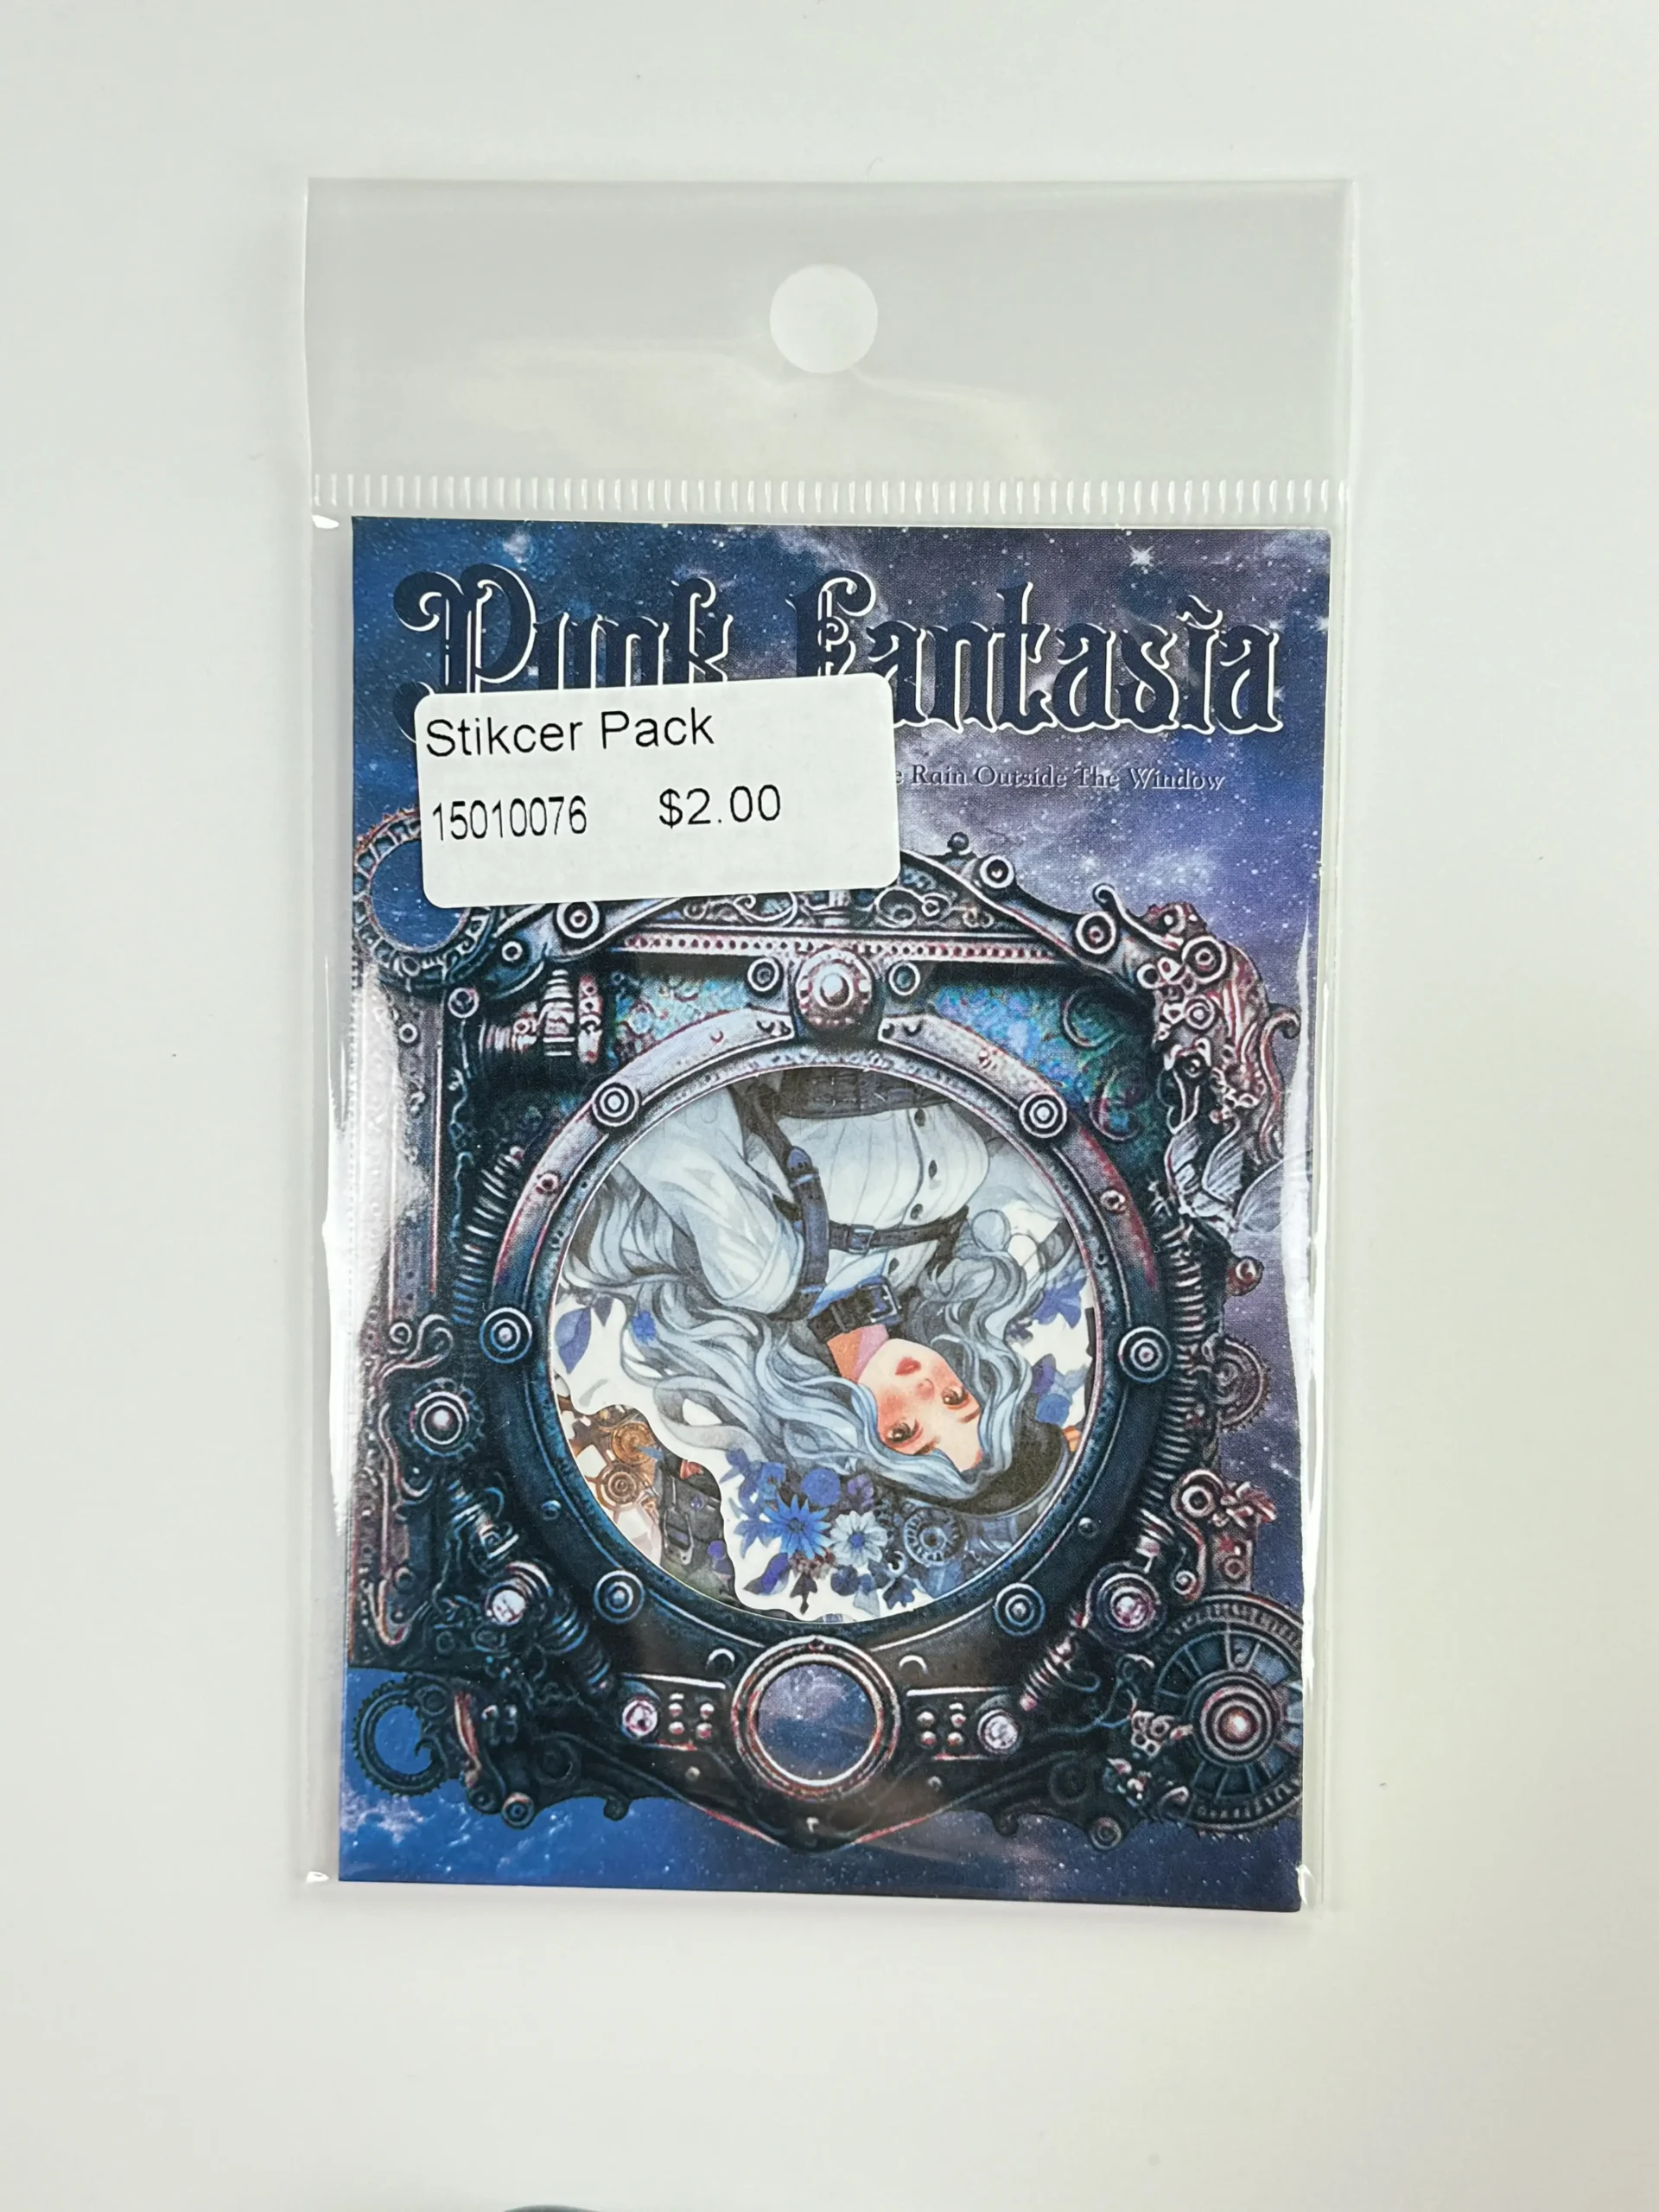 Punk Fantasia
Stikcer Pack
Rain Outside The Window
15010076 $2.00